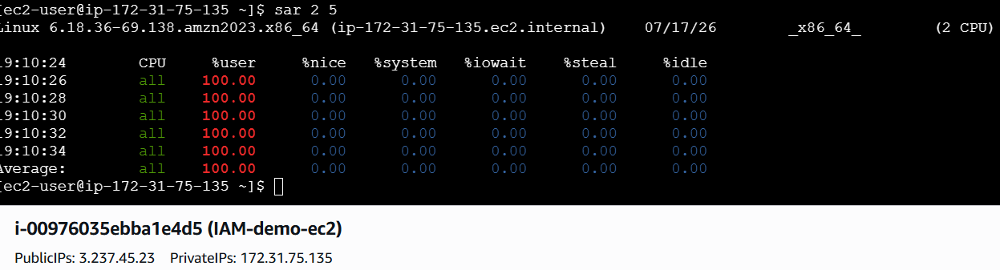 [ec2-user@ip-172-31-75-135 ~]$ sar 2 5
Linux 6.18.36-69.138.amzn2023.x86_64 (ip-172-31-75-135.ec2.internal) 07/17/26 _x86_64_ (2 CPU)
19:10:24 CPU %user %nice %system %iowait %steal %idle
19:10:26 all 100.00 0.00 0.00 0.00 0.00 0.00
19:10:28 all 100.00 0.00 0.00 0.00 0.00 0.00
19:10:30 all 100.00 0.00 0.00 0.00 0.00 0.00
19:10:32 all 100.00 0.00 0.00 0.00 0.00 0.00
19:10:34 all 100.00 0.00 0.00 0.00 0.00 0.00
Average: all 100.00 0.00 0.00 0.00 0.00 0.00
[ec2-user@ip-172-31-75-135 ~]$
i-00976035ebba1e4d5 (IAM-demo-ec2)
PublicIPs: 3.237.45.23 PrivateIPs: 172.31.75.135